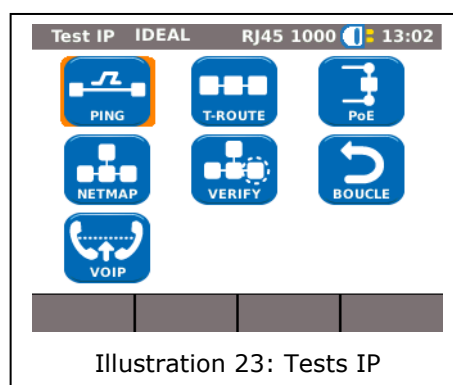 Test IP IDEAL RJ45 1000 13:02
PING T-ROUTE PoE
NETMAP VERIFY BOUCLE
VOIP
Illustration 23: Tests IP